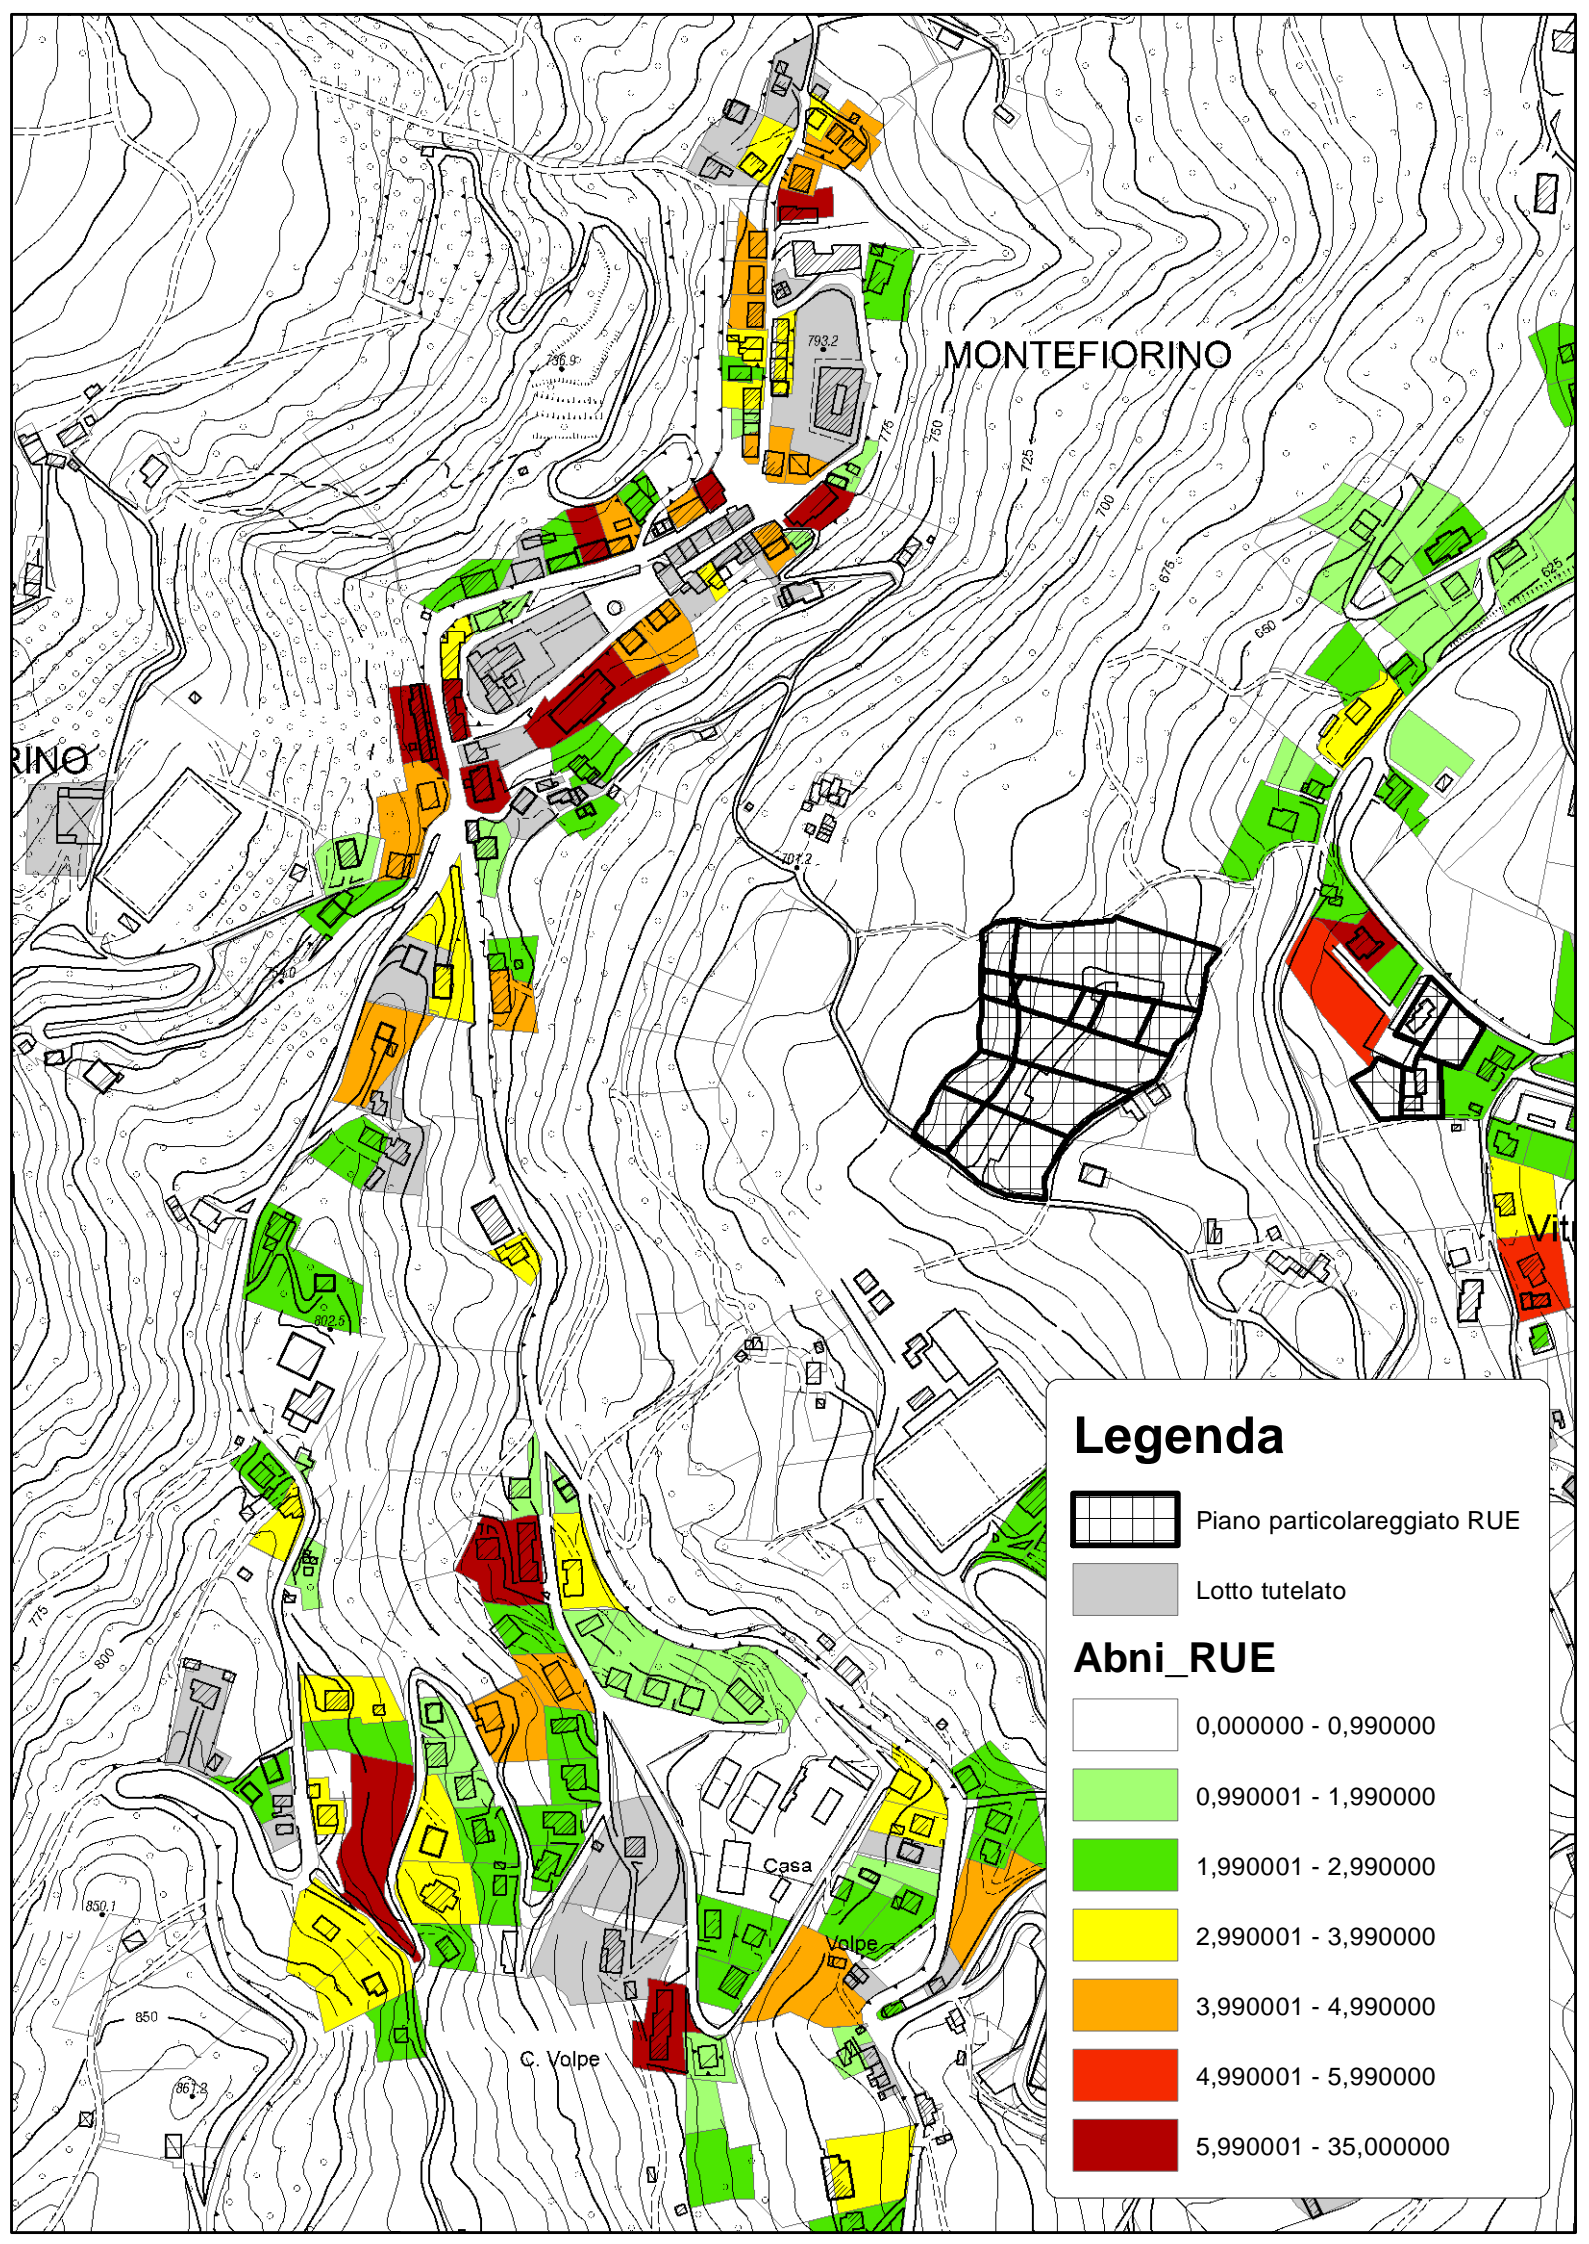 793.2
736.9
MONTEFIORINO
775
750
725
700
675
625
650
RINO
701.2
754.0
Vitr
802.5
775
800
Casa
850.1
Volpe
850
C. Volpe
861.2
Legenda
Piano particolareggiato RUE
Lotto tutelato
Abni_RUE
0,000000 - 0,990000
0,990001 - 1,990000
1,990001 - 2,990000
2,990001 - 3,990000
3,990001 - 4,990000
4,990001 - 5,990000
5,990001 - 35,000000